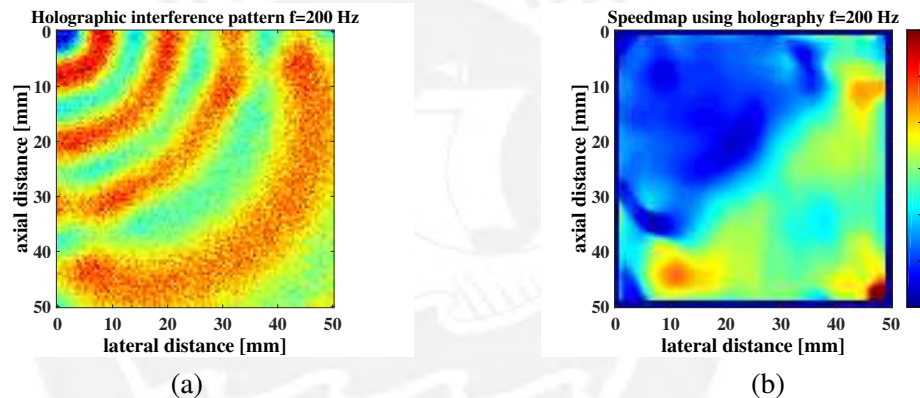 Holographic interference pattern f=200 Hz
0
10
20
30
40
50
axial distance [mm]
0 10 20 30 40 50
lateral distance [mm]
(a)
Speedmap using holography f=200 Hz
0
10
20
30
40
50
axial distance [mm]
0 10 20 30 40 50
lateral distance [mm]
(b)